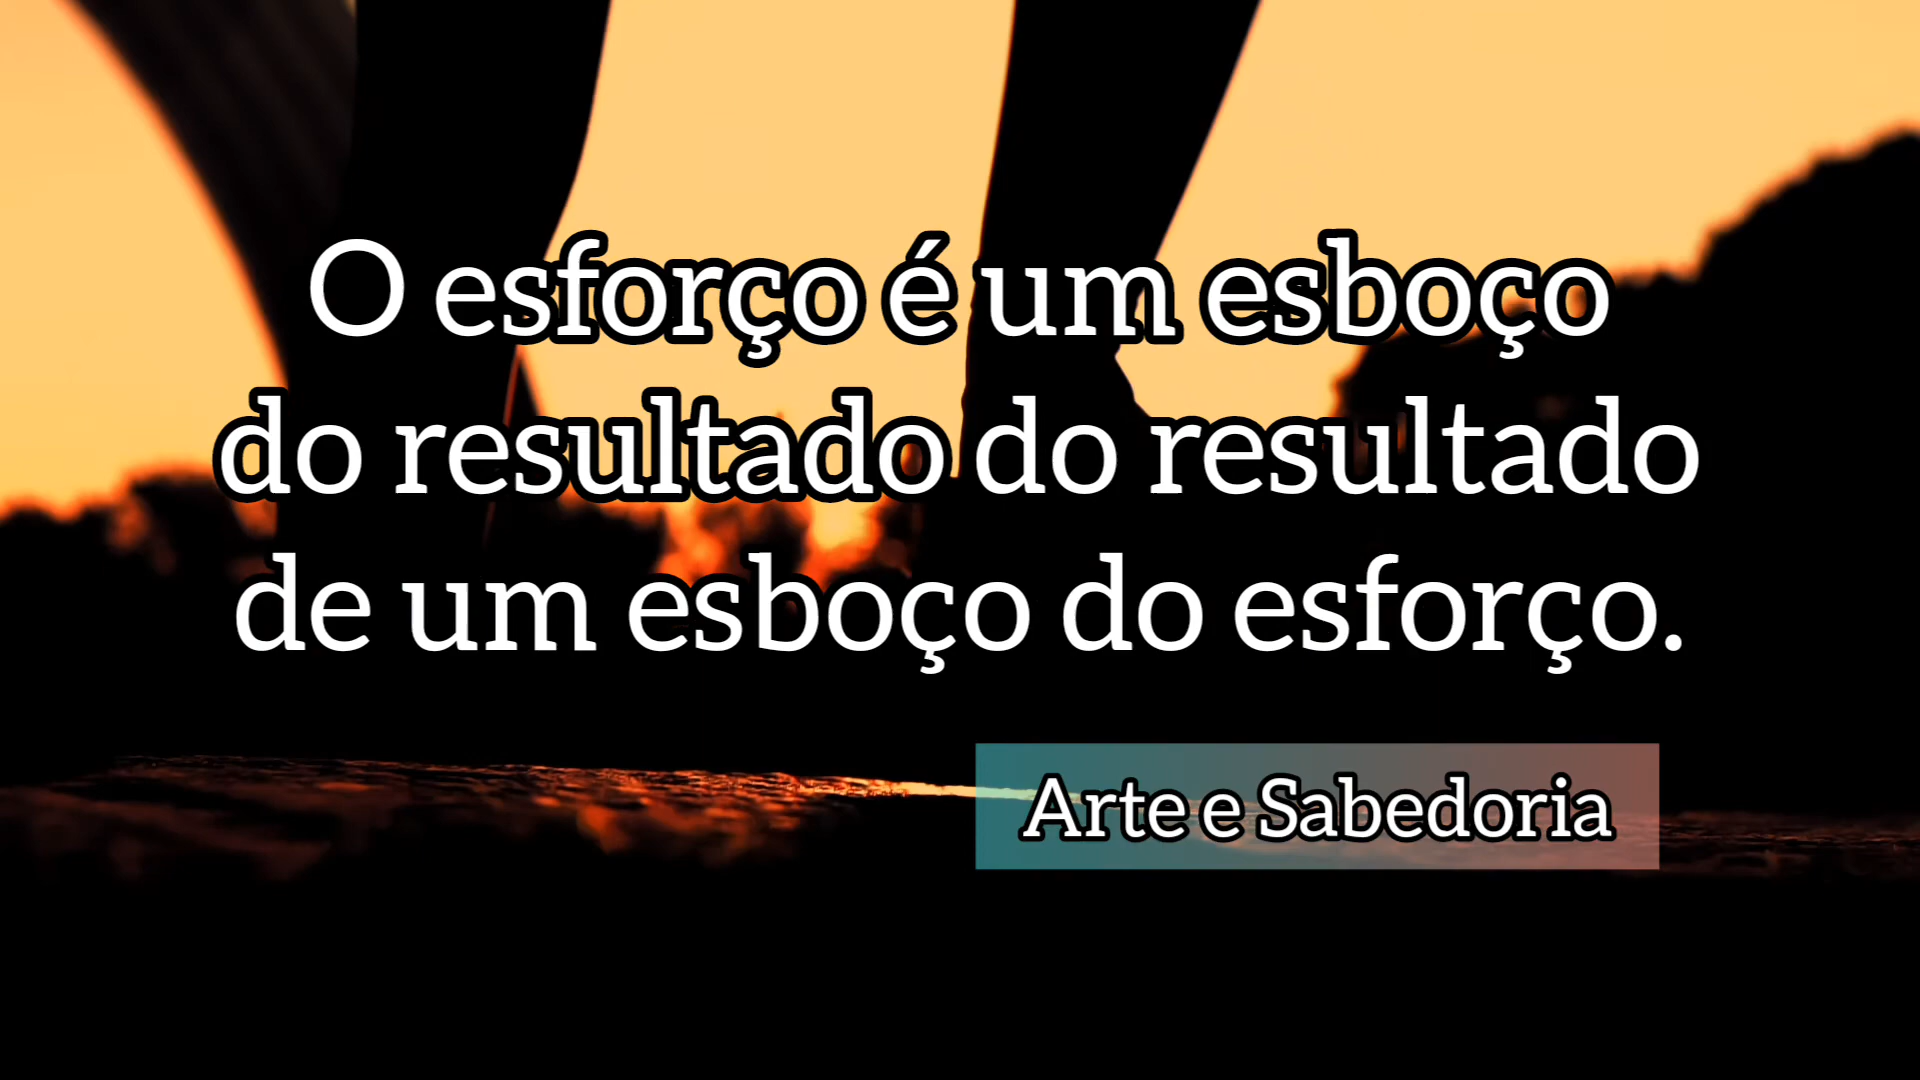 O esforço é um esboço
do resultado do resultado
de um esboço do esforço.
Arte e Sabedoria